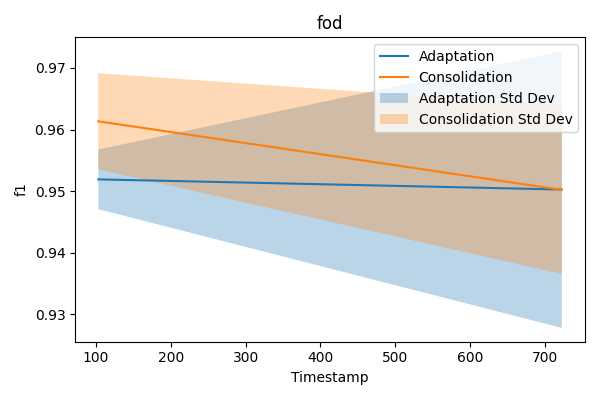 fod
Adaptation
Consolidation
Adaptation Std Dev
Consolidation Std Dev
0.97
0.96
0.95
0.94
0.93
f1
100 200 300 400 500 600 700
Timestamp